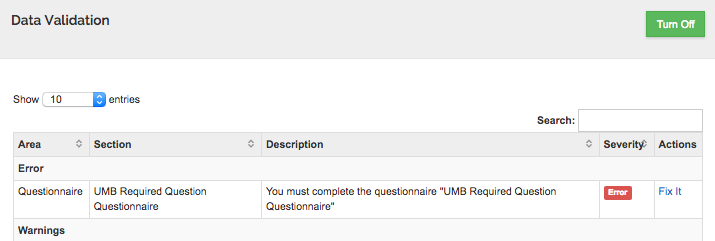 Data Validation
Turn Off
Show 10 entries
Search:
Area Section Description Severity Actions
Error
Questionnaire UMB Required Question Questionnaire You must complete the questionnaire "UMB Required Question Questionnaire" Error Fix It
Warnings